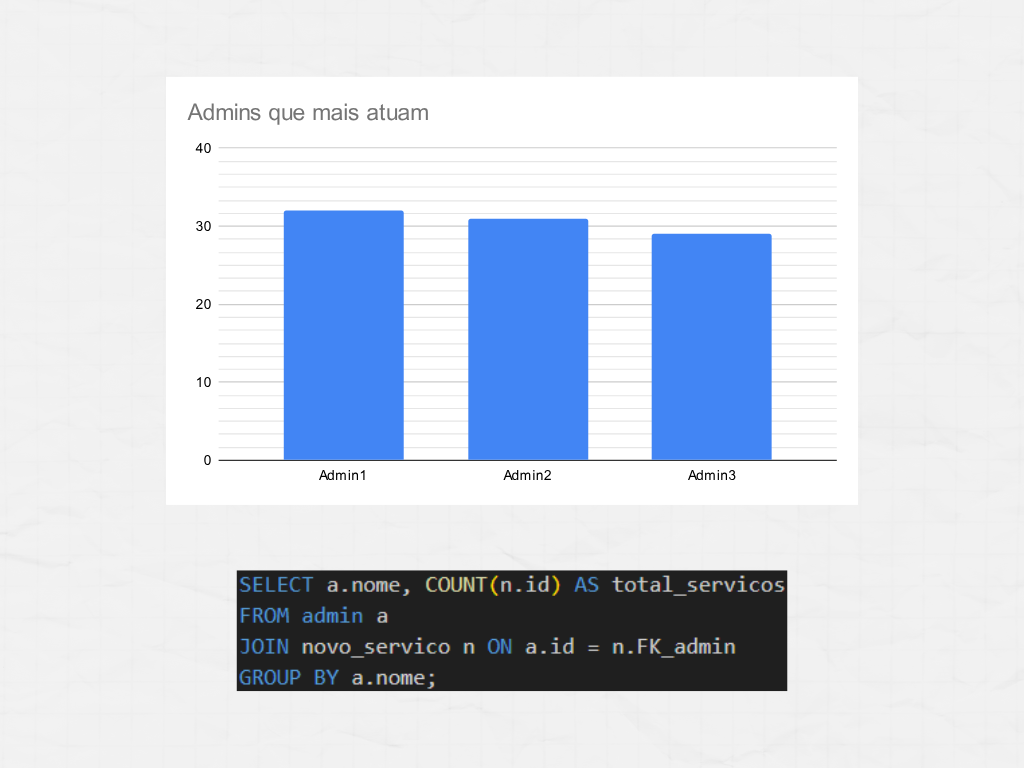 Admins que mais atuam
40
30
20
10
0
Admin1 Admin2 Admin3
SELECT a.nome, COUNT(n.id) AS total_servicos
FROM admin a
JOIN novo_servico n ON a.id = n.FK_admin
GROUP BY a.nome;